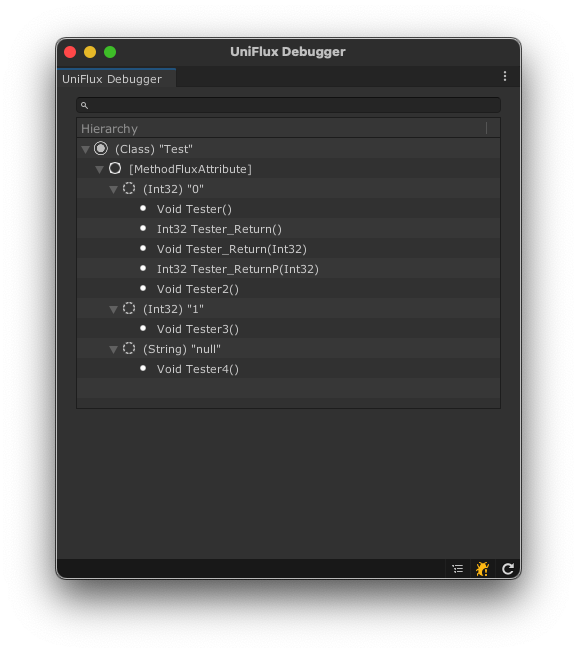 UniFlux Debugger
UniFlux Debugger
Hierarchy
(Class) "Test"
[MethodFluxAttribute]
(Int32) "0"
Void Tester()
Int32 Tester_Return()
Void Tester_Return(Int32)
Int32 Tester_ReturnP(Int32)
Void Tester2()
(Int32) "1"
Void Tester3()
(String) "null"
Void Tester4()